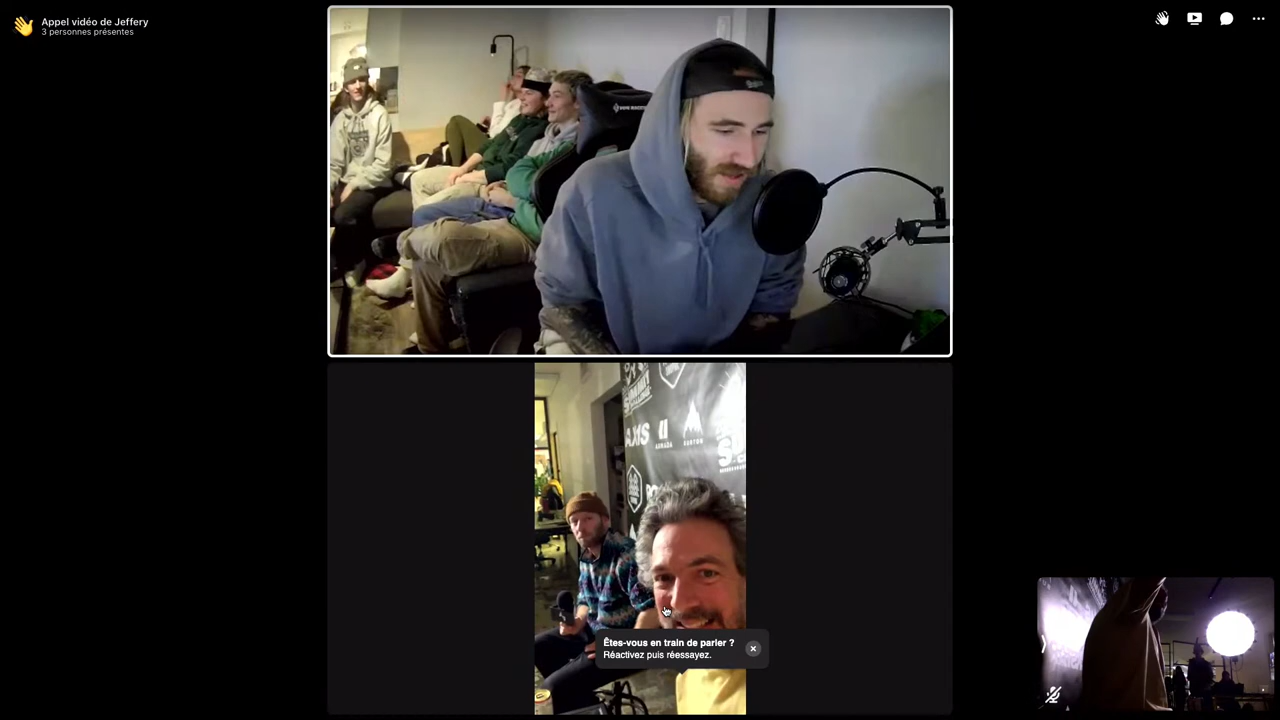 Appel vidéo de Jeffery
3 personnes présentes
AXIS
ARMADA
BURTON
Êtes-vous en train de parler ?
Réactivez puis réessayez.